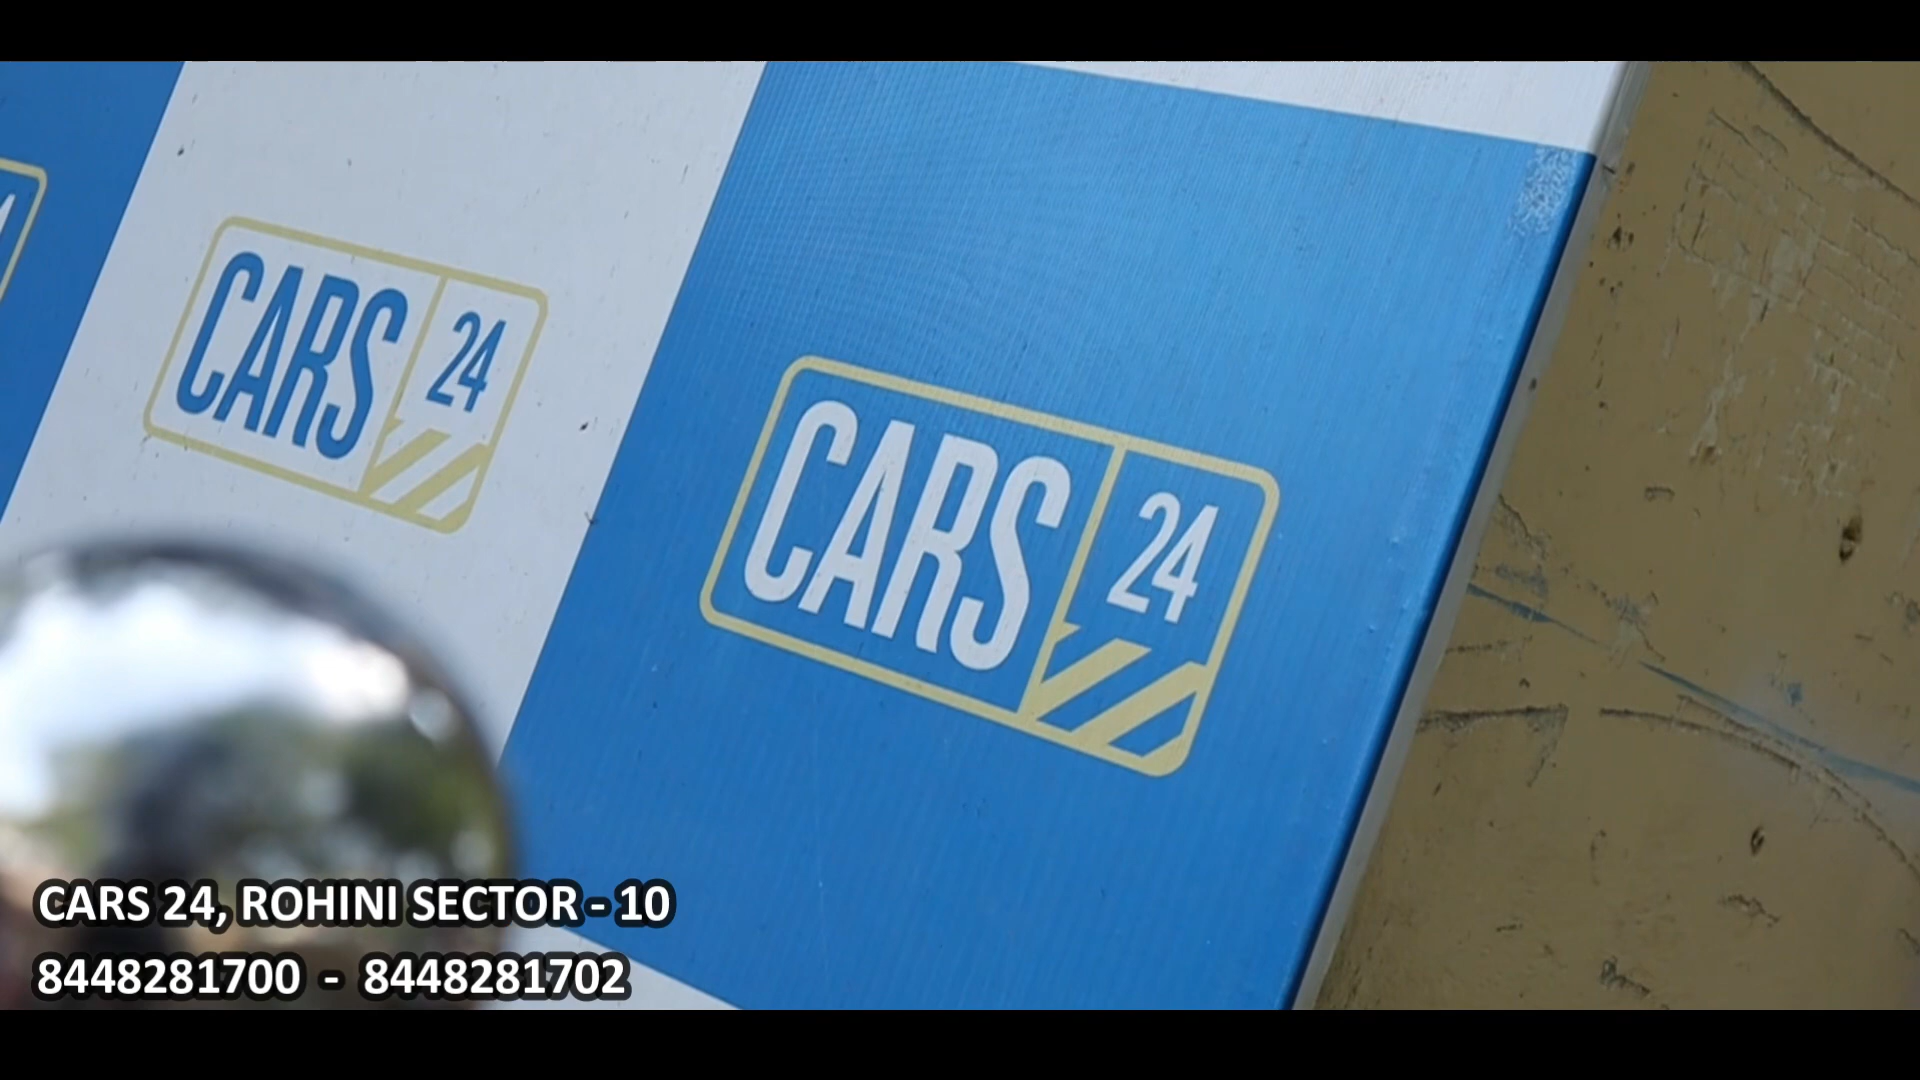 CARS 24
CARS 24
CARS 24, ROHINI SECTOR - 10
8448281700 - 8448281702